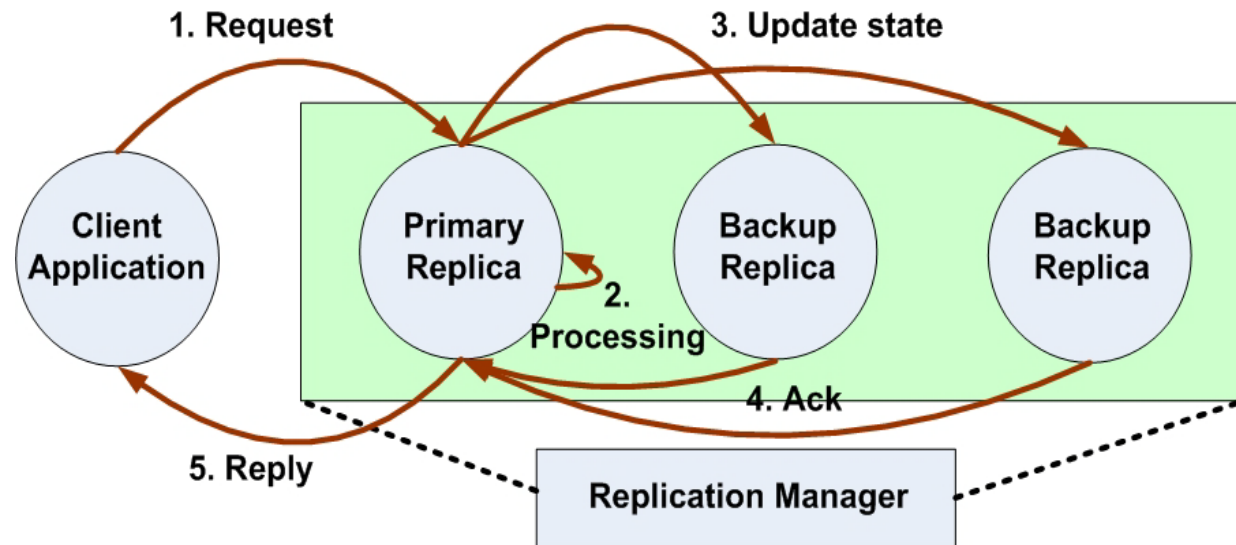 1. Request
3. Update state
Client
Application
Primary
Replica
Backup
Replica
Backup
Replica
2.
Processing
4. Ack
5. Reply
Replication Manager